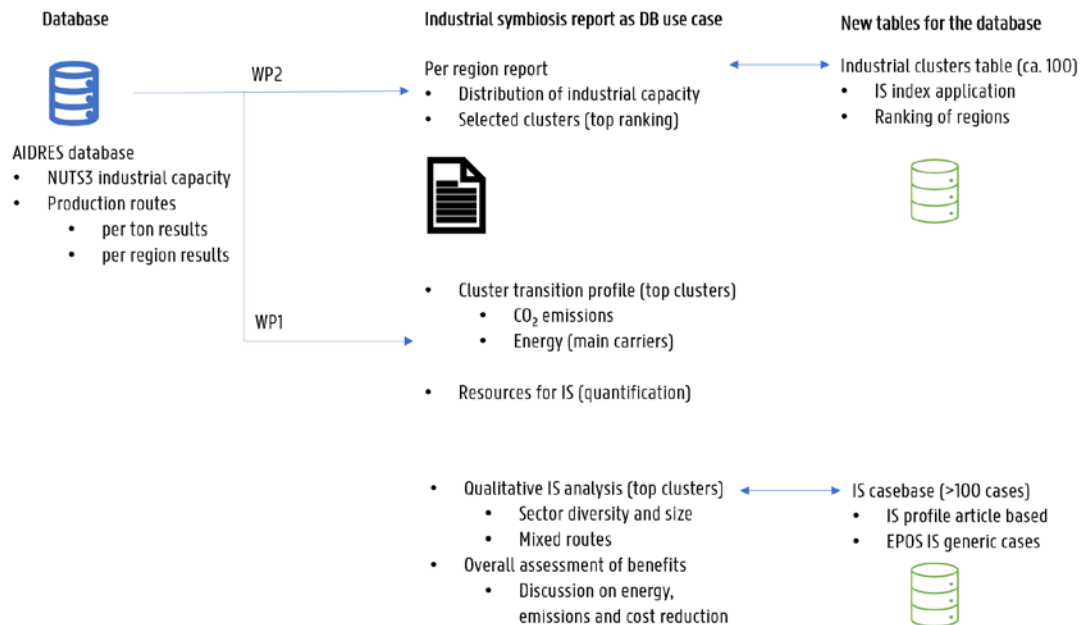 Database
AIDRES database
• NUTS3 industrial capacity
• Production routes
• per ton results
• per region results
WP2
WP1
Industrial symbiosis report as DB use case
Per region report
• Distribution of industrial capacity
• Selected clusters (top ranking)
• Cluster transition profile (top clusters)
• CO₂ emissions
• Energy (main carriers)
• Resources for IS (quantification)
• Qualitative IS analysis (top clusters)
• Sector diversity and size
• Mixed routes
• Overall assessment of benefits
• Discussion on energy,
emissions and cost reduction
New tables for the database
Industrial clusters table (ca. 100)
• IS index application
• Ranking of regions
IS casebase (>100 cases)
• IS profile article based
• EPOS IS generic cases